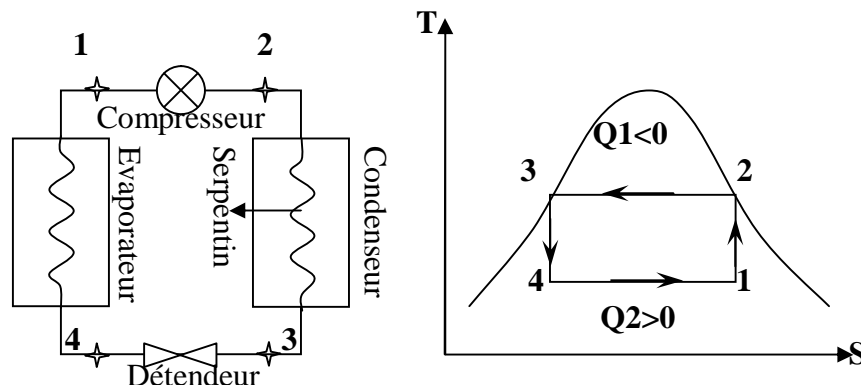 1
2
Compresseur
Evaporateur
Serpentin
Condenseur
4
3
Détendeur
T
Q1<0
3
2
4
1
Q2>0
S